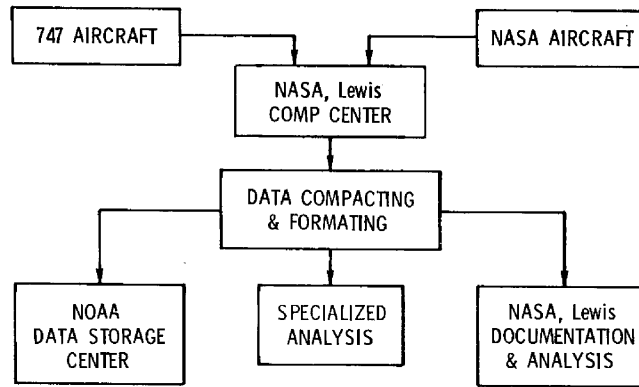 747 AIRCRAFT
NASA AIRCRAFT
NASA, Lewis
COMP CENTER
DATA COMPACTING
& FORMATING
NOAA
DATA STORAGE
CENTER
SPECIALIZED
ANALYSIS
NASA, Lewis
DOCUMENTATION
& ANALYSIS